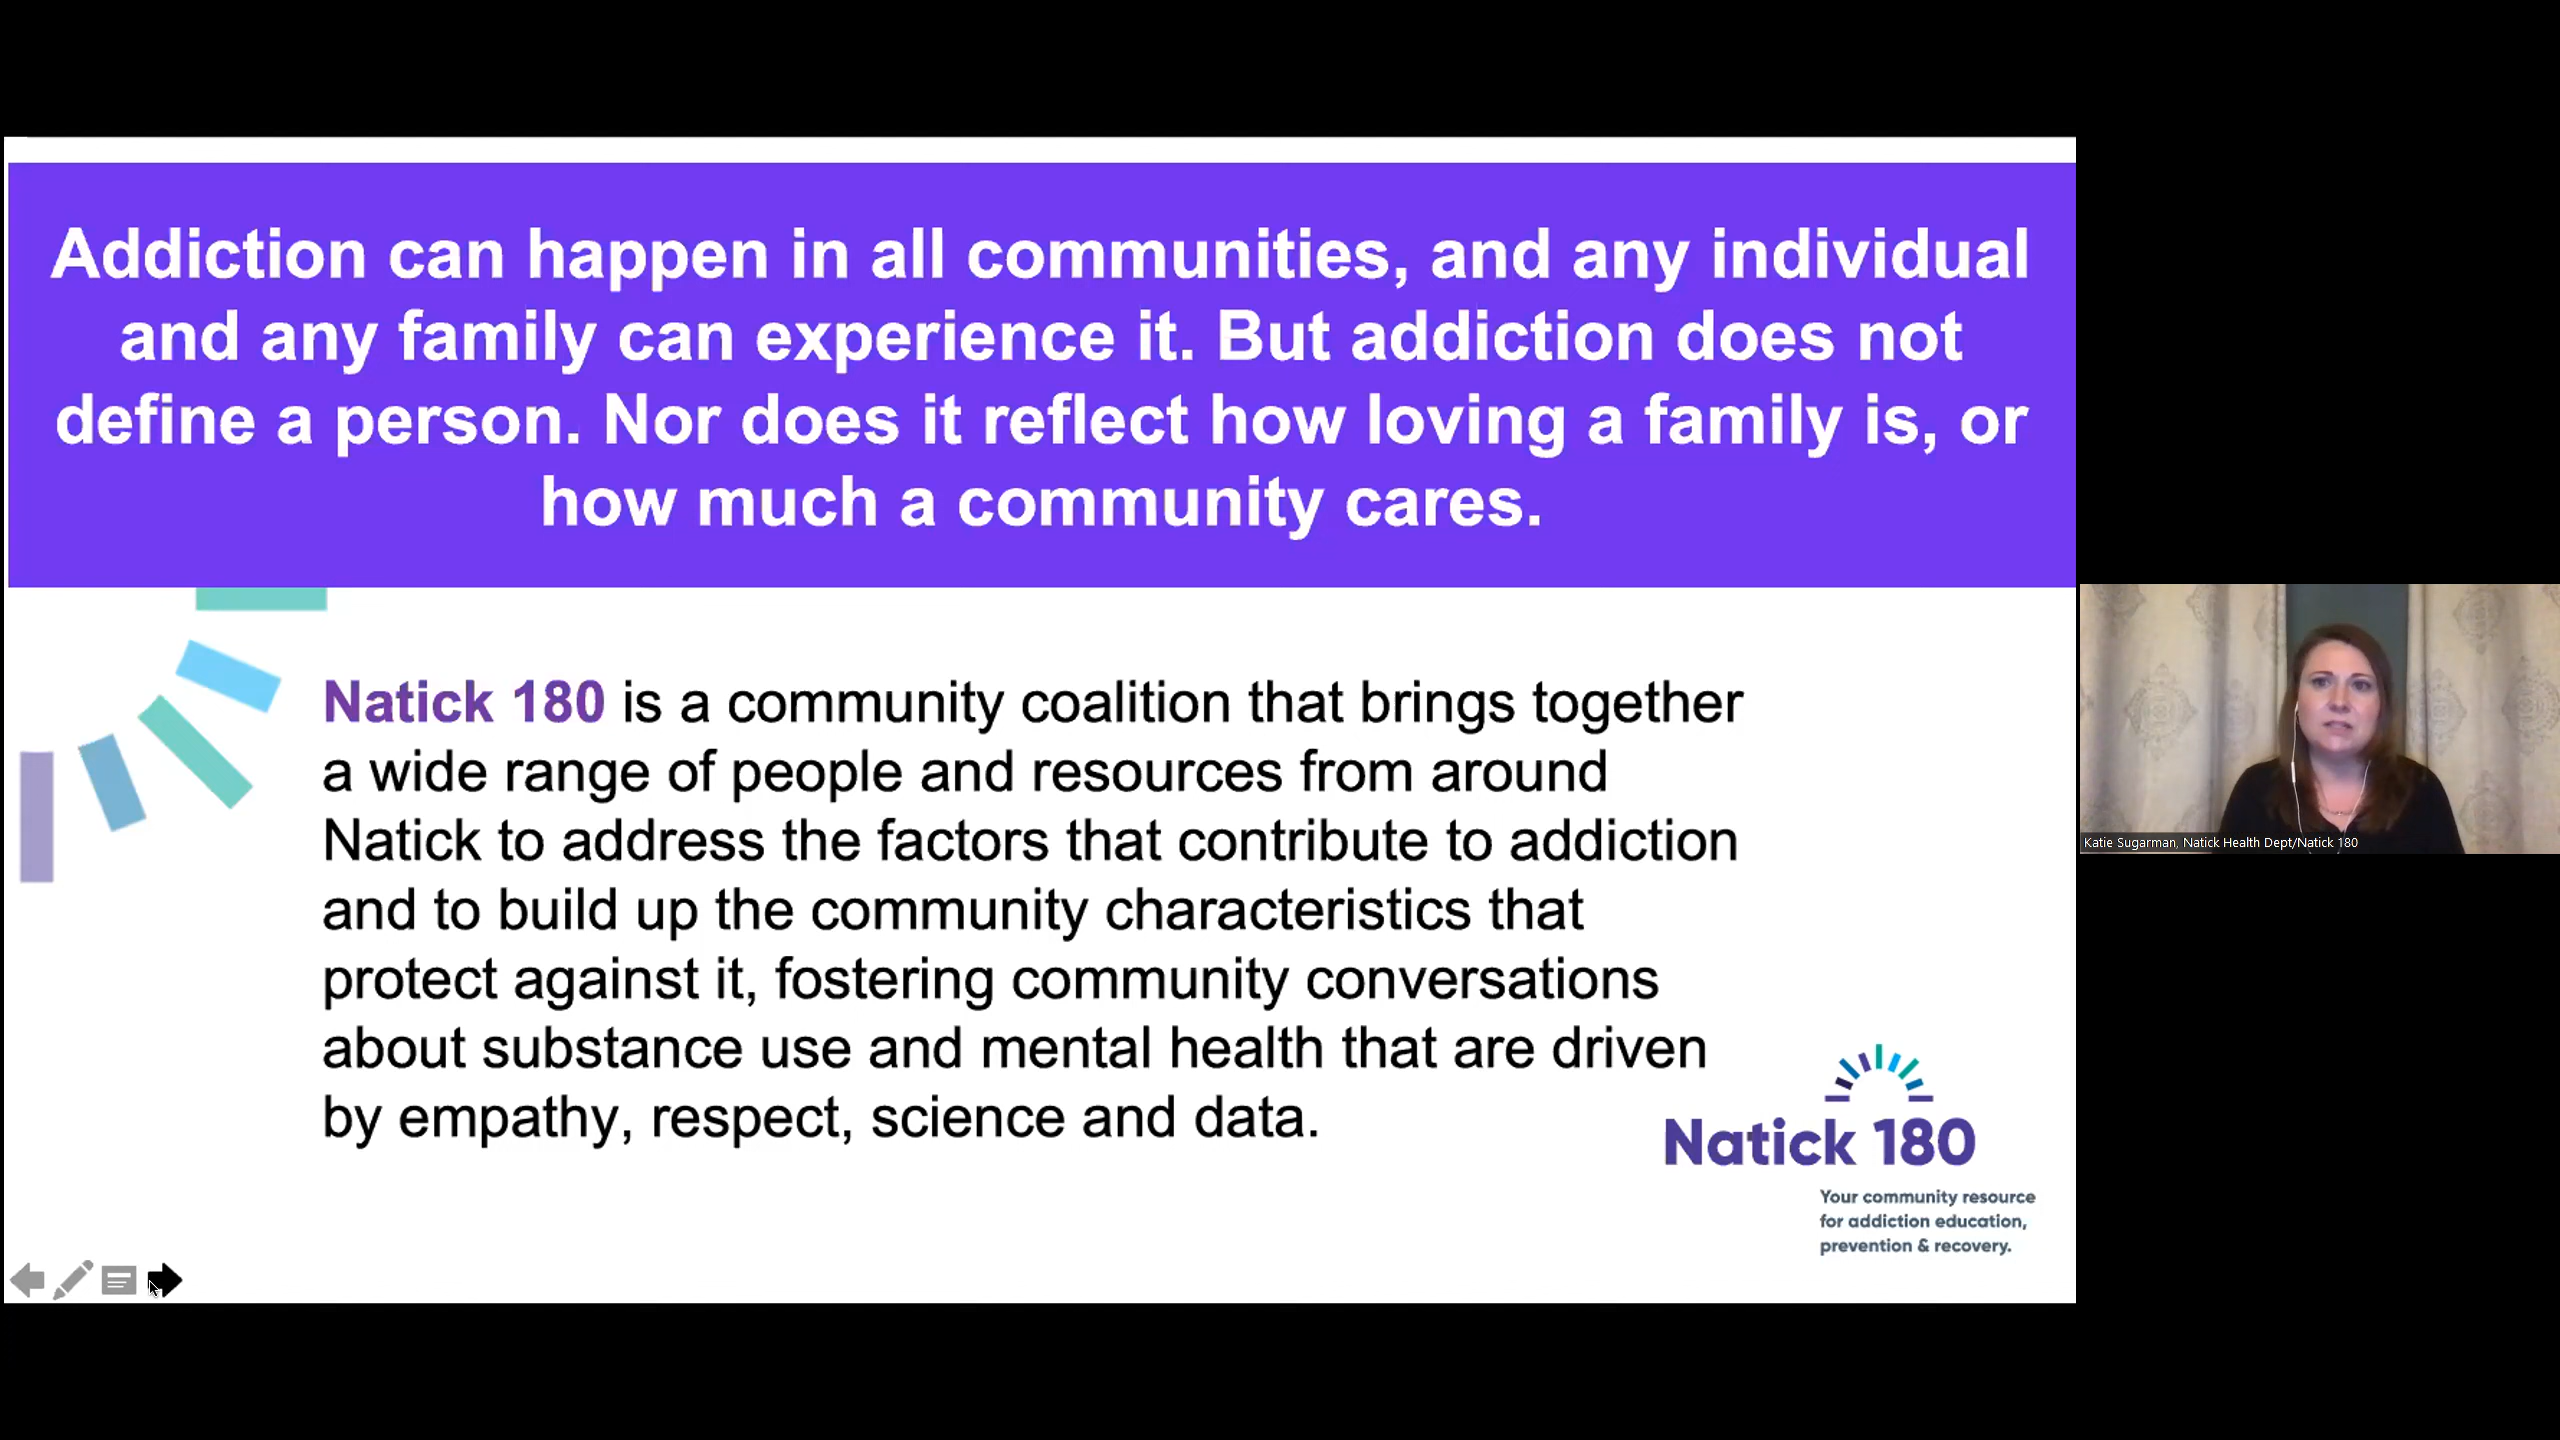 Addiction can happen in all communities, and any individual
and any family can experience it. But addiction does not
define a person. Nor does it reflect how loving a family is, or
how much a community cares.
Natick 180 is a community coalition that brings together
a wide range of people and resources from around
Natick to address the factors that contribute to addiction
and to build up the community characteristics that
protect against it, fostering community conversations
about substance use and mental health that are driven
by empathy, respect, science and data.
Natick 180
Your community resource
for addiction education,
prevention & recovery.
Katie Sugarman, Natick Health Dept/Natick 180